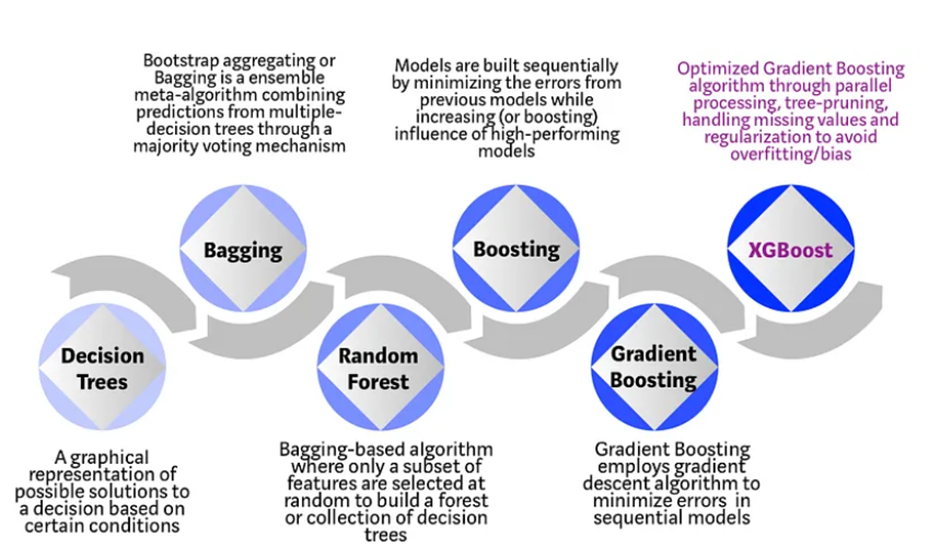 Bootstrap aggregating or
Bagging is a ensemble
meta-algorithm combining
predictions from multiple-
decision trees through a
majority voting mechanism
Models are built sequentially
by minimizing the errors from
previous models while
increasing (or boosting)
influence of high-performing
models
Optimized Gradient Boosting
algorithm through parallel
processing, tree-pruning,
handling missing values and
regularization to avoid
overfitting/bias
Bagging
Boosting
XGBoost
Decision
Trees
Random
Forest
Gradient
Boosting
A graphical
representation of
possible solutions to
a decision based on
certain conditions
Bagging-based algorithm
where only a subset of
features are selected at
random to build a forest
or collection of decision
trees
Gradient Boosting
employs gradient
descent algorithm to
minimize errors in
sequential models